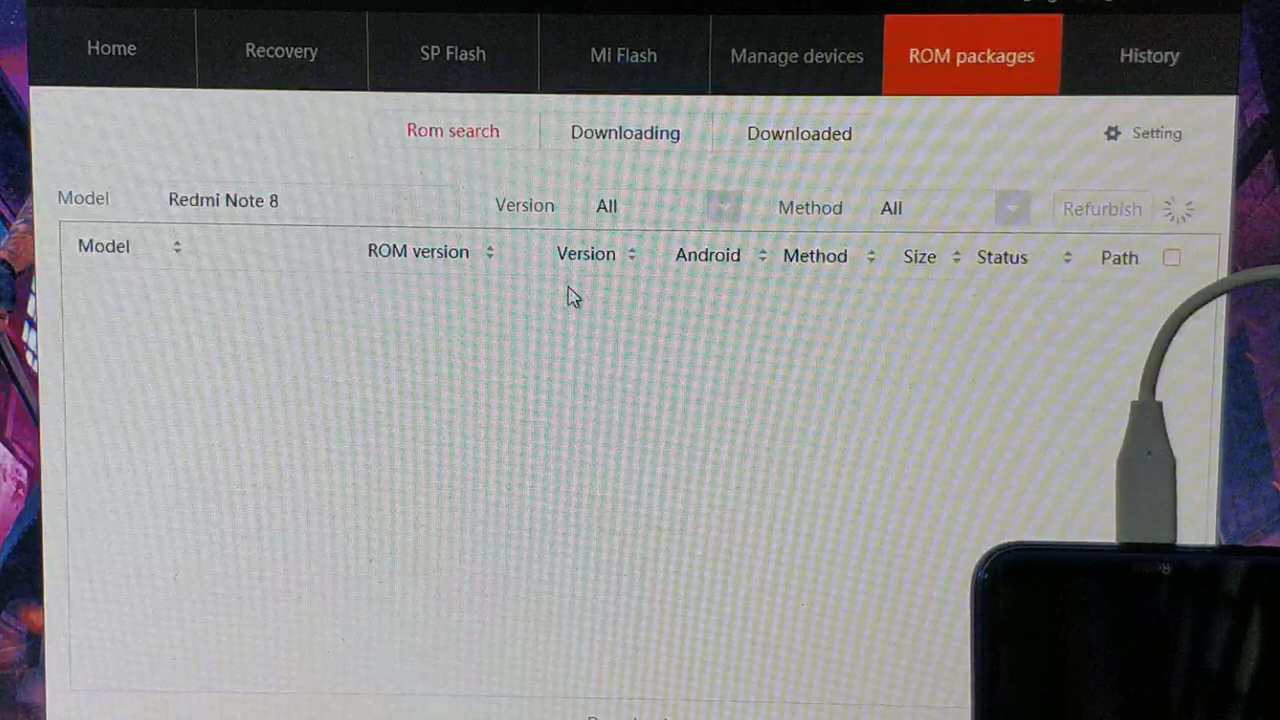 Home Recovery SP Flash Mi Flash Manage devices ROM packages History
Rom search Downloading Downloaded Setting
Model Redmi Note 8 Version All Method All Refurbish
Model ROM version Version Android Method Size Status Path
Redmi